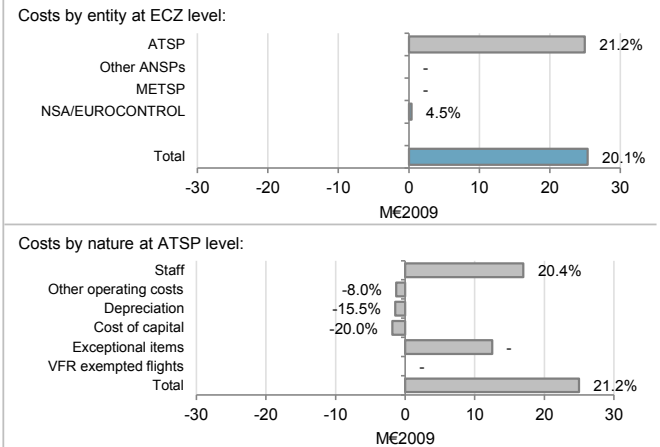 Costs by entity at ECZ level:
ATSP 21.2%
Other ANSPs -
METSP -
NSA/EUROCONTROL 4.5%
Total 20.1%
-30 -20 -10 0 10 20 30
M€2009
Costs by nature at ATSP level:
Staff 20.4%
Other operating costs -8.0%
Depreciation -15.5%
Cost of capital -20.0%
Exceptional items -
VFR exempted flights -
Total 21.2%
-30 -20 -10 0 10 20 30
M€2009